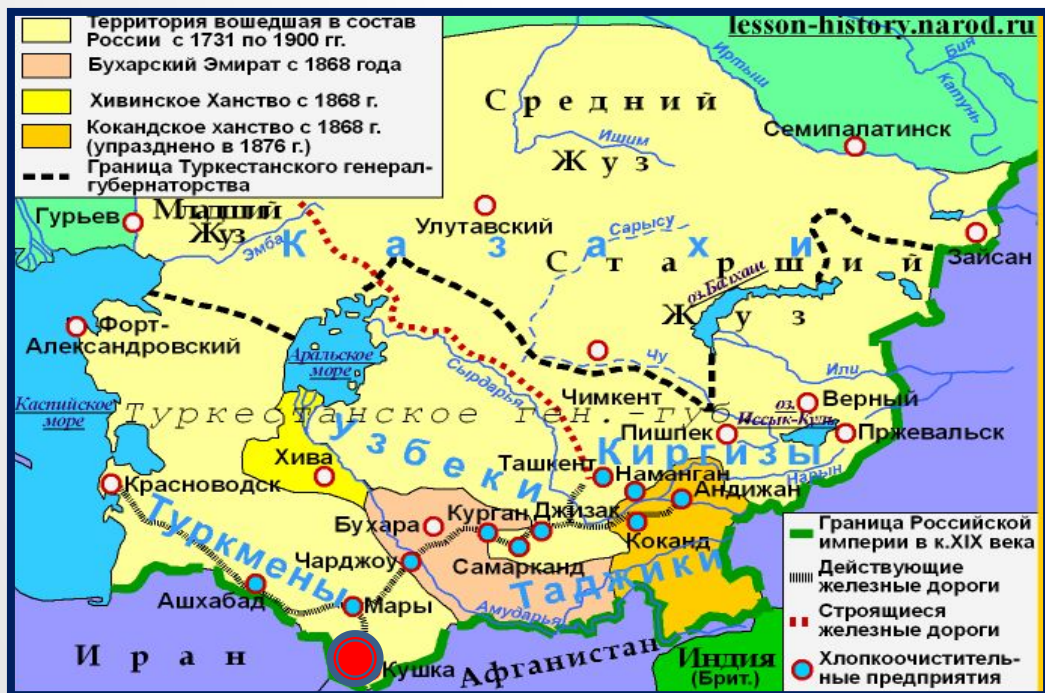 Территория вошедшая в состав
России с 1731 по 1900 гг.
Бухарский Эмират с 1868 года
Хивинское Ханство с 1868 г.
Кокандское ханство с 1868 г.
(упразднено в 1876 г.)
Граница Туркестанского генерал-
губернаторства
lesson-history.narod.ru
Иртыш
Бия
Катунь
Средний
Жуз
Ишим
Семипалатинск
Гурьев
Младший
Жуз
Эмба
Улутавский
Сарысу
Казахи
Старший
Жуз
оз.Балхаш
Зайсан
Форт-
Александровский
Аральское
море
Сырдарья
Чу
Или
Чимкент
Верный
Каспийское
море
Туркестанское ген.-губ
оз.
Иссык-Куль
Пишпек
Пржевальск
Узбеки
Киргизы
Нарын
Хива
Ташкент
Наманган
Андижан
Красноводск
Туркмены
Бухара
Курган
Джизак
Коканд
Чарджоу
Самарканд
Таджики
Ашхабад
Мары
Амударья
Кушка
Иран
Афганистан
Индия
(Брит.)
Граница Российской
империи в к.XIX века
Действующие
железные дороги
Строящиеся
железные дороги
Хлопкоочиститель-
ные предприятия